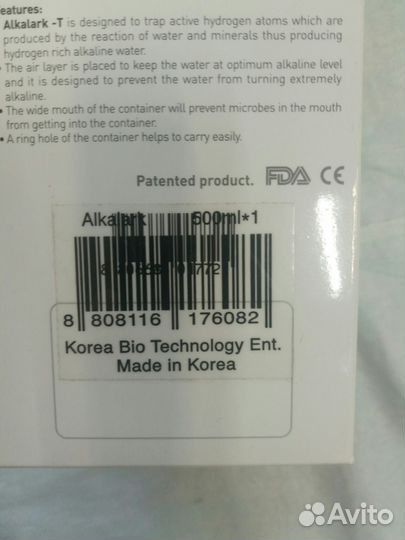 eatures:
Alkalark -T is designed to trap active hydrogen atoms which are
produced by the reaction of water and minerals thus producing
hydrogen rich alkaline water.
• The air layer is placed to keep the water at optimum alkaline level
and it is designed to prevent the water from turning extremely
alkaline.
• The wide mouth of the container will prevent microbes in the mouth
from getting into the container.
• A ring hole of the container helps to carry easily.
Patented product. FDA CE
Alkalark 500ml*1
8 808116 176082
Korea Bio Technology Ent.
Made in Korea
Avito